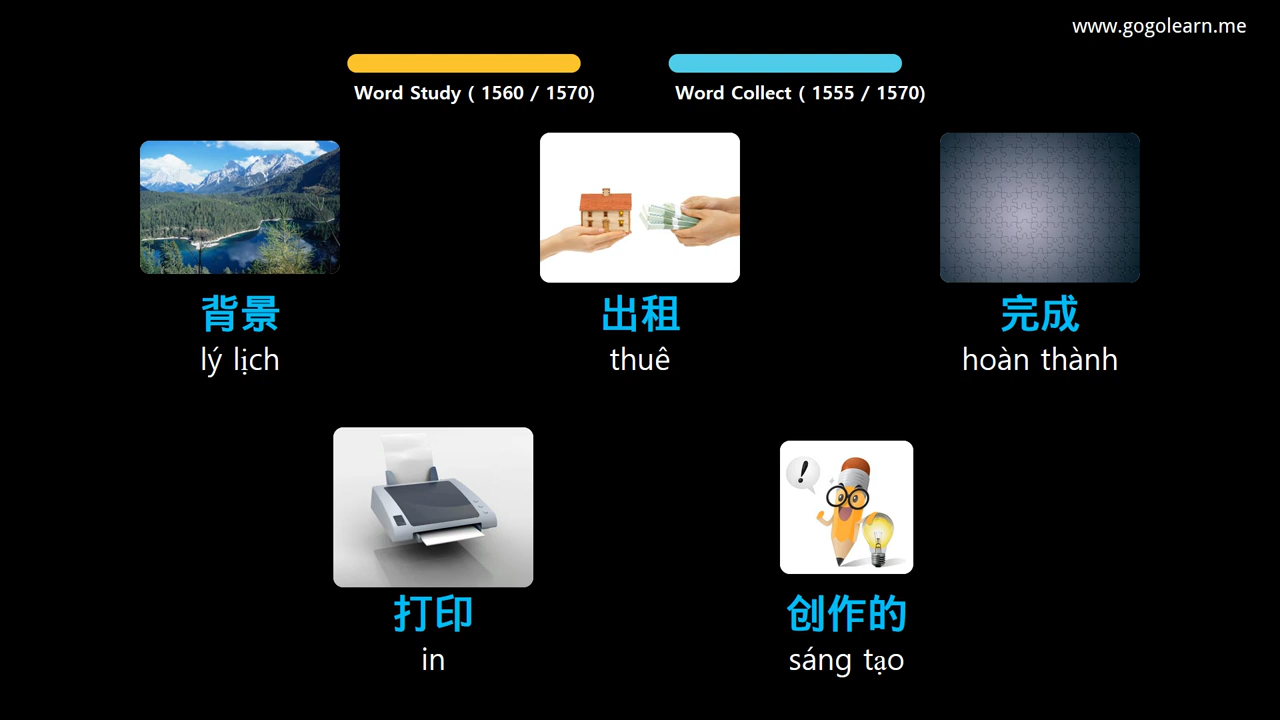 www.gogolearn.me
Word Study ( 1560 / 1570)
Word Collect ( 1555 / 1570)
背景
lý lịch
出租
thuê
完成
hoàn thành
打印
in
!
创作的
sáng tạo